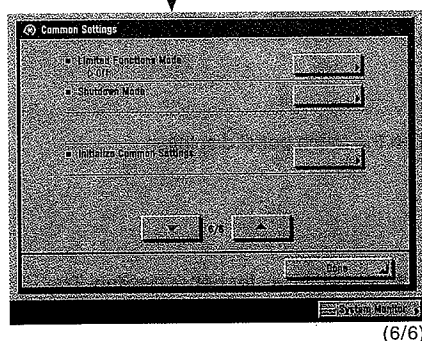 Common Settings
Limited Functions Mode
Off
Shutdown Mode
Initialize Common Settings
6/6
Done
System Monitor
(6/6)